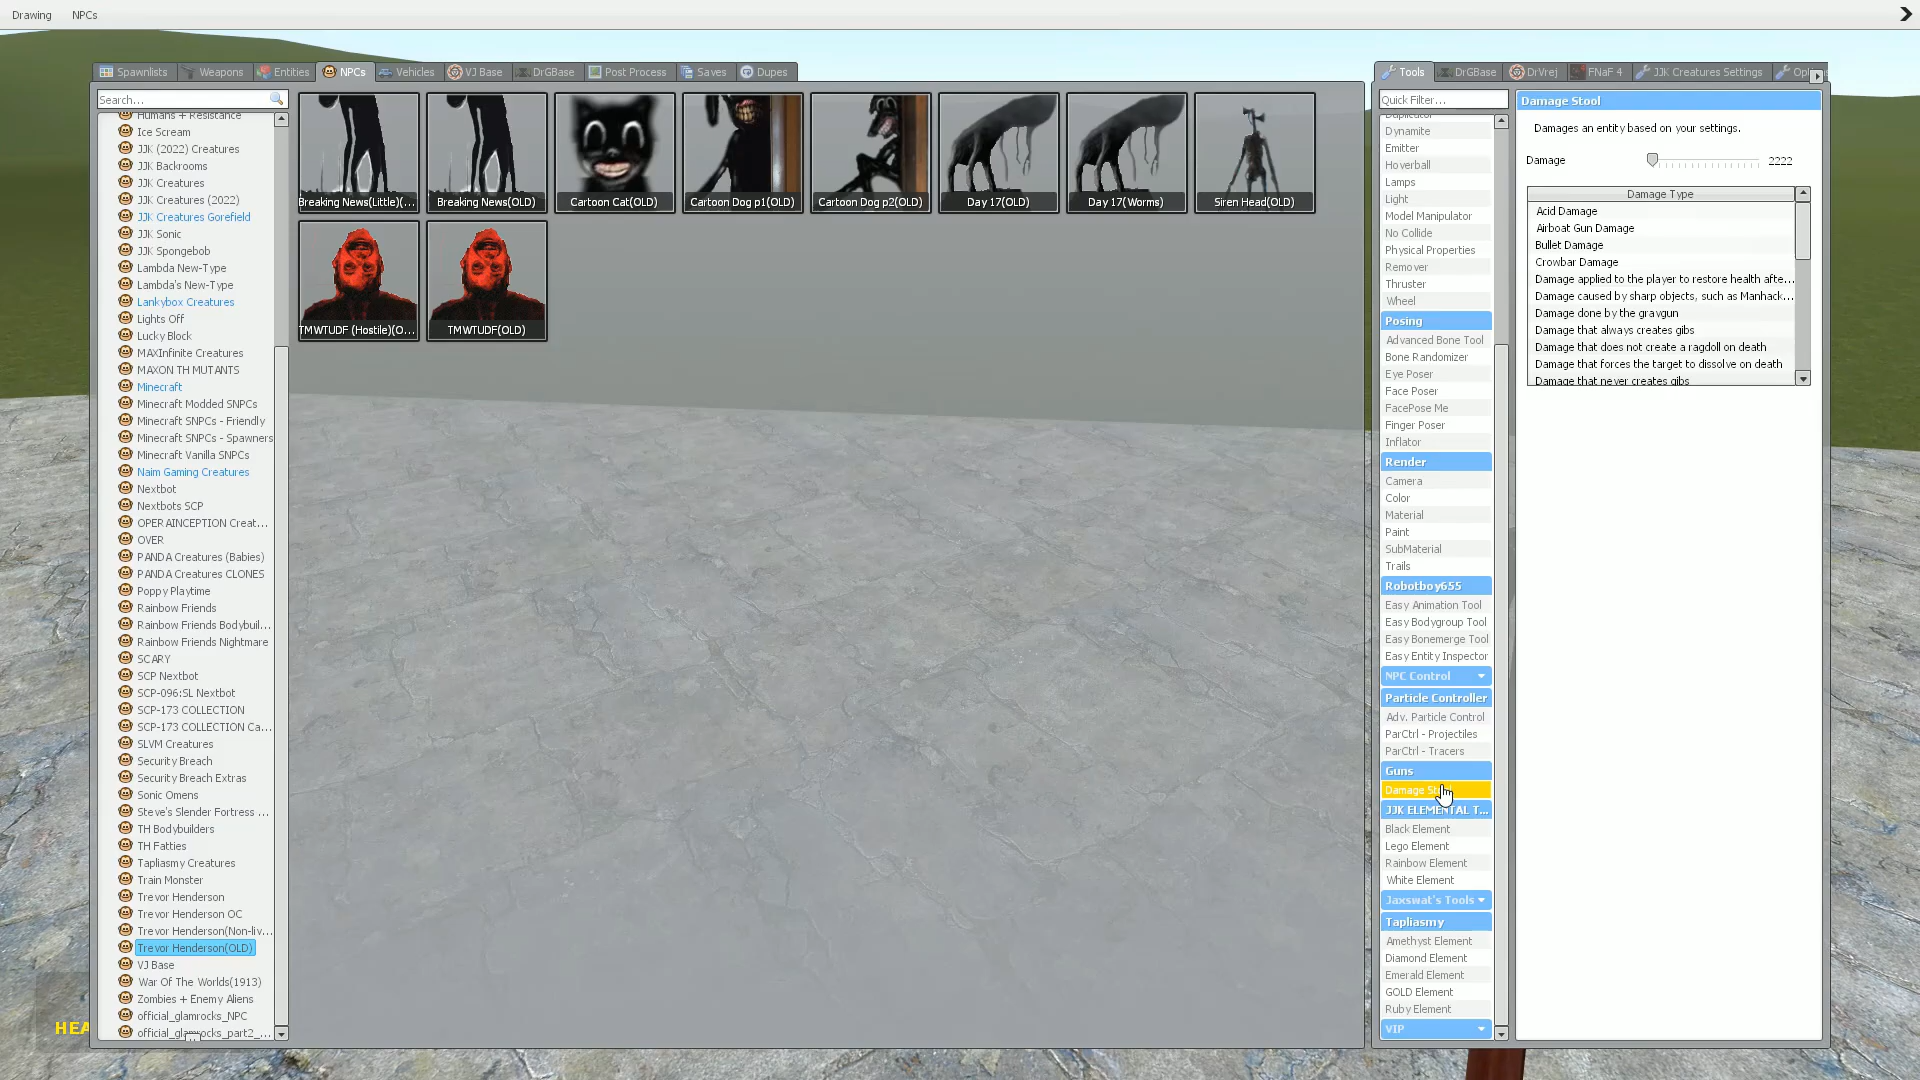 Drawing NPCs
Spawnlists Weapons Entities NPCs Vehicles VJ Base DrGBase Post Process Saves Dupes
Search...
Humans + Resistance
Ice Scream
JJK (2022) Creatures
JJK Backrooms
JJK Creatures
JJK Creatures (2022)
JJK Creatures Gorefield
JJK Sonic
JJK Spongebob
Lambda New-Type
Lambda's New-Type
Lankybox Creatures
Lights Off
Lucky Block
MAXInfinite Creatures
MAXON TH MUTANTS
Minecraft
Minecraft Modded SNPCs
Minecraft SNPCs - Friendly
Minecraft SNPCs - Spawners
Minecraft Vanilla SNPCs
Naim Gaming Creatures
Nextbot
Nextbots SCP
OPERAINCEPTION Creat...
OVER
PANDA Creatures (Babies)
PANDA Creatures CLONES
Poppy Playtime
Rainbow Friends
Rainbow Friends Bodybuil...
Rainbow Friends Nightmare
SCARY
SCP Nextbot
SCP-096:SL Nextbot
SCP-173 COLLECTION
SCP-173 COLLECTION Ca...
SLVM Creatures
Security Breach
Security Breach Extras
Sonic Omens
Steve's Slender Fortress ...
TH Bodybuilders
TH Fatties
Tapliasmy Creatures
Train Monster
Trevor Henderson
Trevor Henderson OC
Trevor Henderson(Non-liv...
Trevor Henderson(OLD)
VJ Base
War Of The Worlds(1913)
Zombies + Enemy Aliens
official_glamrocks_NPC
official_glamrocks_part2_...
HEA
Breaking News(Little)(... Breaking News(OLD) Cartoon Cat(OLD) Cartoon Dog p1(OLD) Cartoon Dog p2(OLD) Day 17(OLD) Day 17(Worms) Siren Head(OLD)
TMWTUDF (Hostile)(O... TMWTUDF(OLD)
Tools DrGBase DrVrej FNaF 4 JJK Creatures Settings
Quick Filter...
Duplicator
Dynamite
Emitter
Hoverball
Lamps
Light
Model Manipulator
No Collide
Physical Properties
Remover
Thruster
Wheel
Posing
Advanced Bone Tool
Bone Randomizer
Eye Poser
Face Poser
FacePose Me
Finger Poser
Inflator
Render
Camera
Color
Material
Paint
SubMaterial
Trails
Robotboy655
Easy Animation Tool
Easy Bodygroup Tool
Easy Bonemerge Tool
Easy Entity Inspector
NPC Control
Particle Controller
Adv. Particle Control
ParCtrl - Projectiles
ParCtrl - Tracers
Guns
Damage
JJK ELEMENTAL T...
Black Element
Lego Element
Rainbow Element
White Element
Jaxswat's Tools
Tapliasmy
Amethyst Element
Diamond Element
Emerald Element
GOLD Element
Ruby Element
VIP
Damage Stool
Damages an entity based on your settings.
Damage 2222
Damage Type
Acid Damage
Airboat Gun Damage
Bullet Damage
Crowbar Damage
Damage applied to the player to restore health afte...
Damage caused by sharp objects, such as Manhack...
Damage done by the gravgun
Damage that always creates gibs
Damage that does not create a ragdoll on death
Damage that forces the target to dissolve on death
Damage that never creates gibs